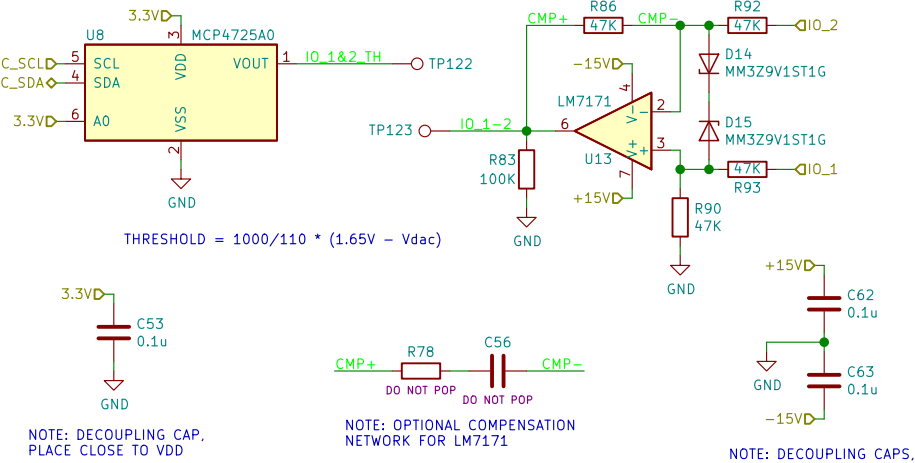 3.3V
U8
MCP4725A0
3
VDD
C_SCL
5
SCL
VOUT
1
IO_1&2_TH
TP122
C_SDA
4
SDA
3.3V
6
A0
VSS
2
GND
THRESHOLD = 1000/110 * (1.65V - Vdac)
R86
47K
CMP+
CMP-
R92
47K
IO_2
D14
MM3Z9V1ST1G
D15
MM3Z9V1ST1G
-15V
4
LM7171
V-
-
2
TP123
IO_1-2
6
V+
+
3
U13
7
+15V
R83
100K
GND
47K
R93
IO_1
R90
47K
GND
3.3V
C53
0.1u
GND
NOTE: DECOUPLING CAP,
PLACE CLOSE TO VDD
CMP+
R78
DO NOT POP
C56
DO NOT POP
CMP-
NOTE: OPTIONAL COMPENSATION
NETWORK FOR LM7171
+15V
C62
0.1u
GND
C63
0.1u
-15V
NOTE: DECOUPLING CAPS,